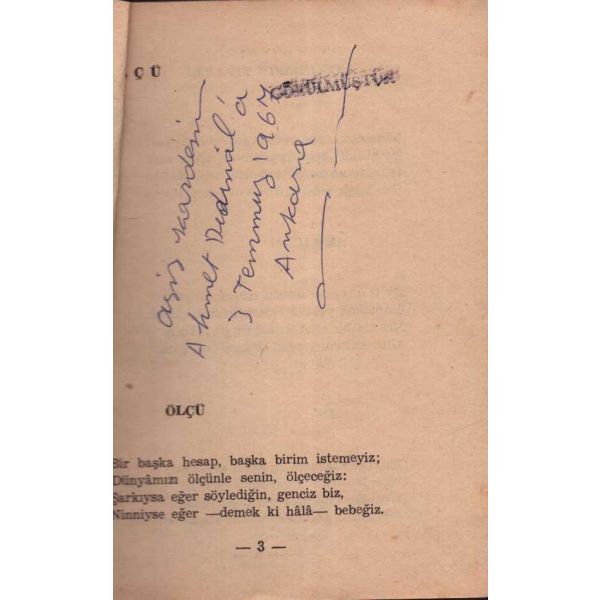 ÇÜ
GÖRÜLMÜŞTÜR
aziz kardeşim
Ahmet Dedinal'a
3 Temmuz 1967
Ankara
ÖLÇÜ
Bir başka hesap, başka birim istemeyiz;
Dünyâmızı ölçünle senin, ölçeceğiz:
Şarkıysa eğer söylediğin, genciz biz,
Ninniyse eğer —demek ki hâlâ— bebeğiz.
— 3 —